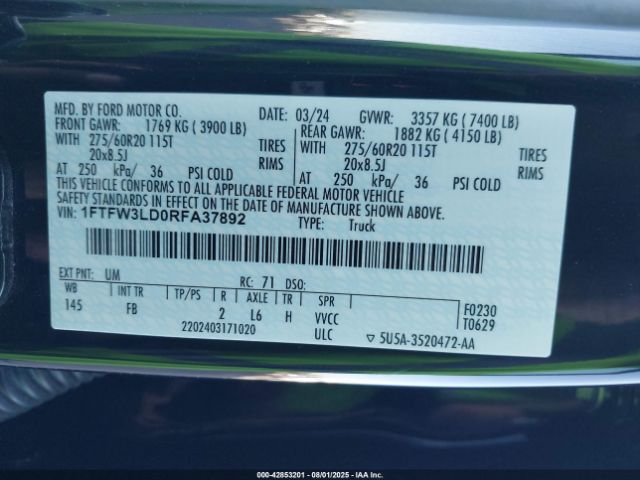 MFD. BY FORD MOTOR CO. DATE: 03/24 GVWR: 3357 KG ( 7400 LB)
FRONT GAWR: 1769 KG ( 3900 LB) REAR GAWR: 1882 KG ( 4150 LB)
WITH 275/60R20 115T TIRES WITH 275/60R20 115T TIRES
20x8.5J RIMS 20x8.5J RIMS
AT 250 kPa/ 36 PSI COLD AT 250 kPa/ 36 PSI COLD
THIS VEHICLE CONFORMS TO ALL APPLICABLE FEDERAL MOTOR VEHICLE
SAFETY STANDARDS IN EFFECT ON THE DATE OF MANUFACTURE SHOWN ABOVE.
VIN: 1FTFW3LD0RFA37892 TYPE: Truck
EXT PNT: UM RC: 71 DSO:
WB INT TR TP/PS R AXLE TR SPR F0230
145 FB 2 L6 H VVCC T0629
2202403171020 ULC ▽ 5U5A-3520472-AA
000-42853201 - 08/01/2025 - IAA, Inc.